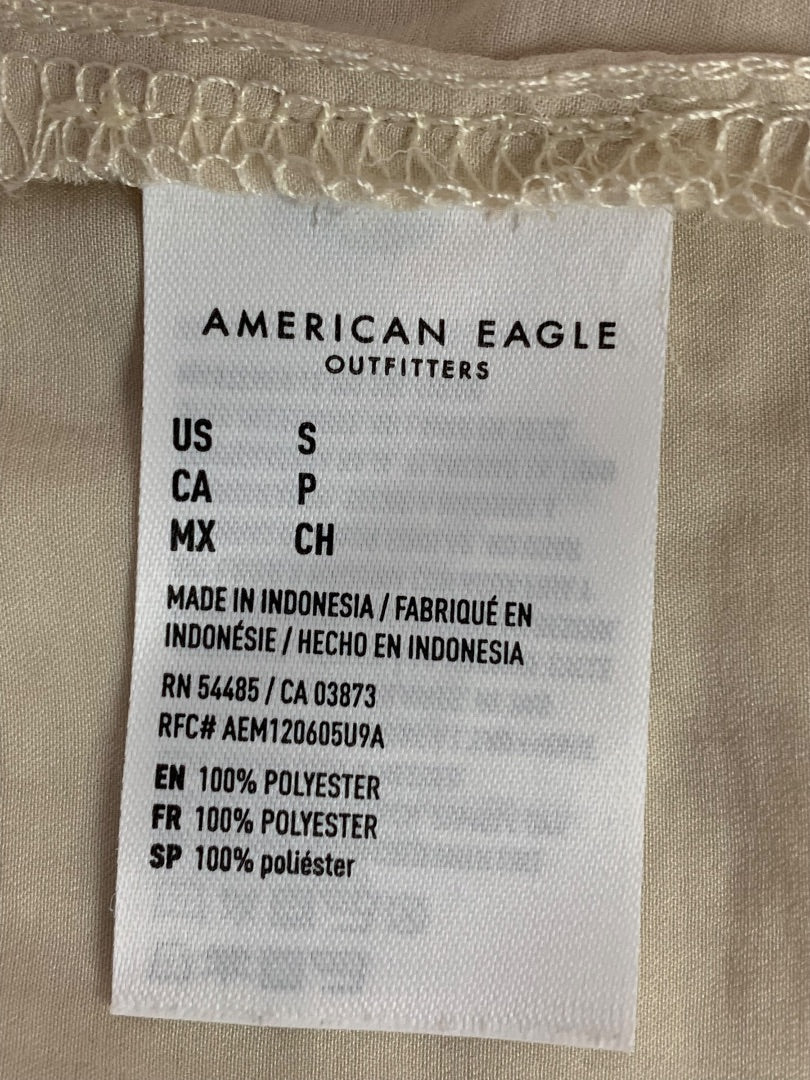 AMERICAN EAGLE
OUTFITTERS
US S
CA P
MX CH
MADE IN INDONESIA / FABRIQUÉ EN
INDONÉSIE / HECHO EN INDONESIA
RN 54485 / CA 03873
RFC# AEM120605U9A
EN 100% POLYESTER
FR 100% POLYESTER
SP 100% poliéster